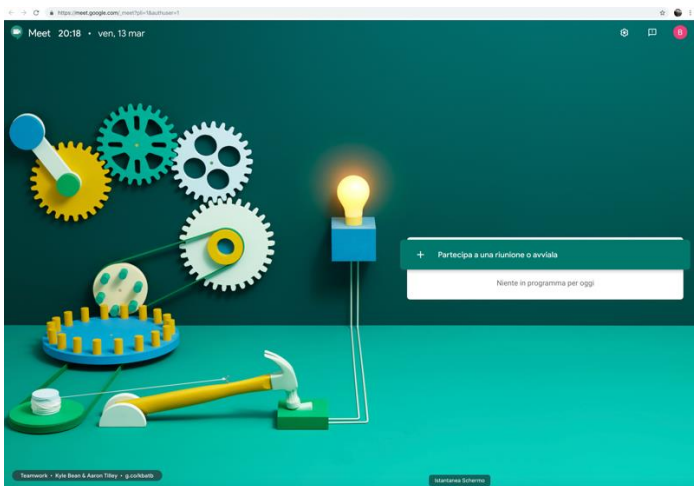 https://meet.google.com/_meet?pli=1&authuser=1
Meet 20:18 • ven, 13 mar
B
+ Partecipa a una riunione o avviala
Niente in programma per oggi
Teamwork • Kyle Bean & Aaron Tilley • g.co/kbatb
Istantanea Schermo